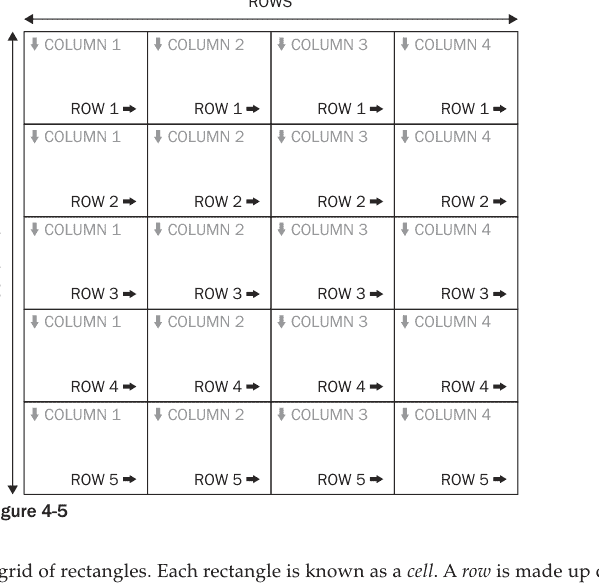 ROWS
COLUMN 1 COLUMN 2 COLUMN 3 COLUMN 4
ROW 1 ROW 1 ROW 1 ROW 1
COLUMN 1 COLUMN 2 COLUMN 3 COLUMN 4
ROW 2 ROW 2 ROW 2 ROW 2
COLUMN 1 COLUMN 2 COLUMN 3 COLUMN 4
ROW 3 ROW 3 ROW 3 ROW 3
COLUMN 1 COLUMN 2 COLUMN 3 COLUMN 4
ROW 4 ROW 4 ROW 4 ROW 4
COLUMN 1 COLUMN 2 COLUMN 3 COLUMN 4
ROW 5 ROW 5 ROW 5 ROW 5
gure 4-5
grid of rectangles. Each rectangle is known as a cell. A row is made up